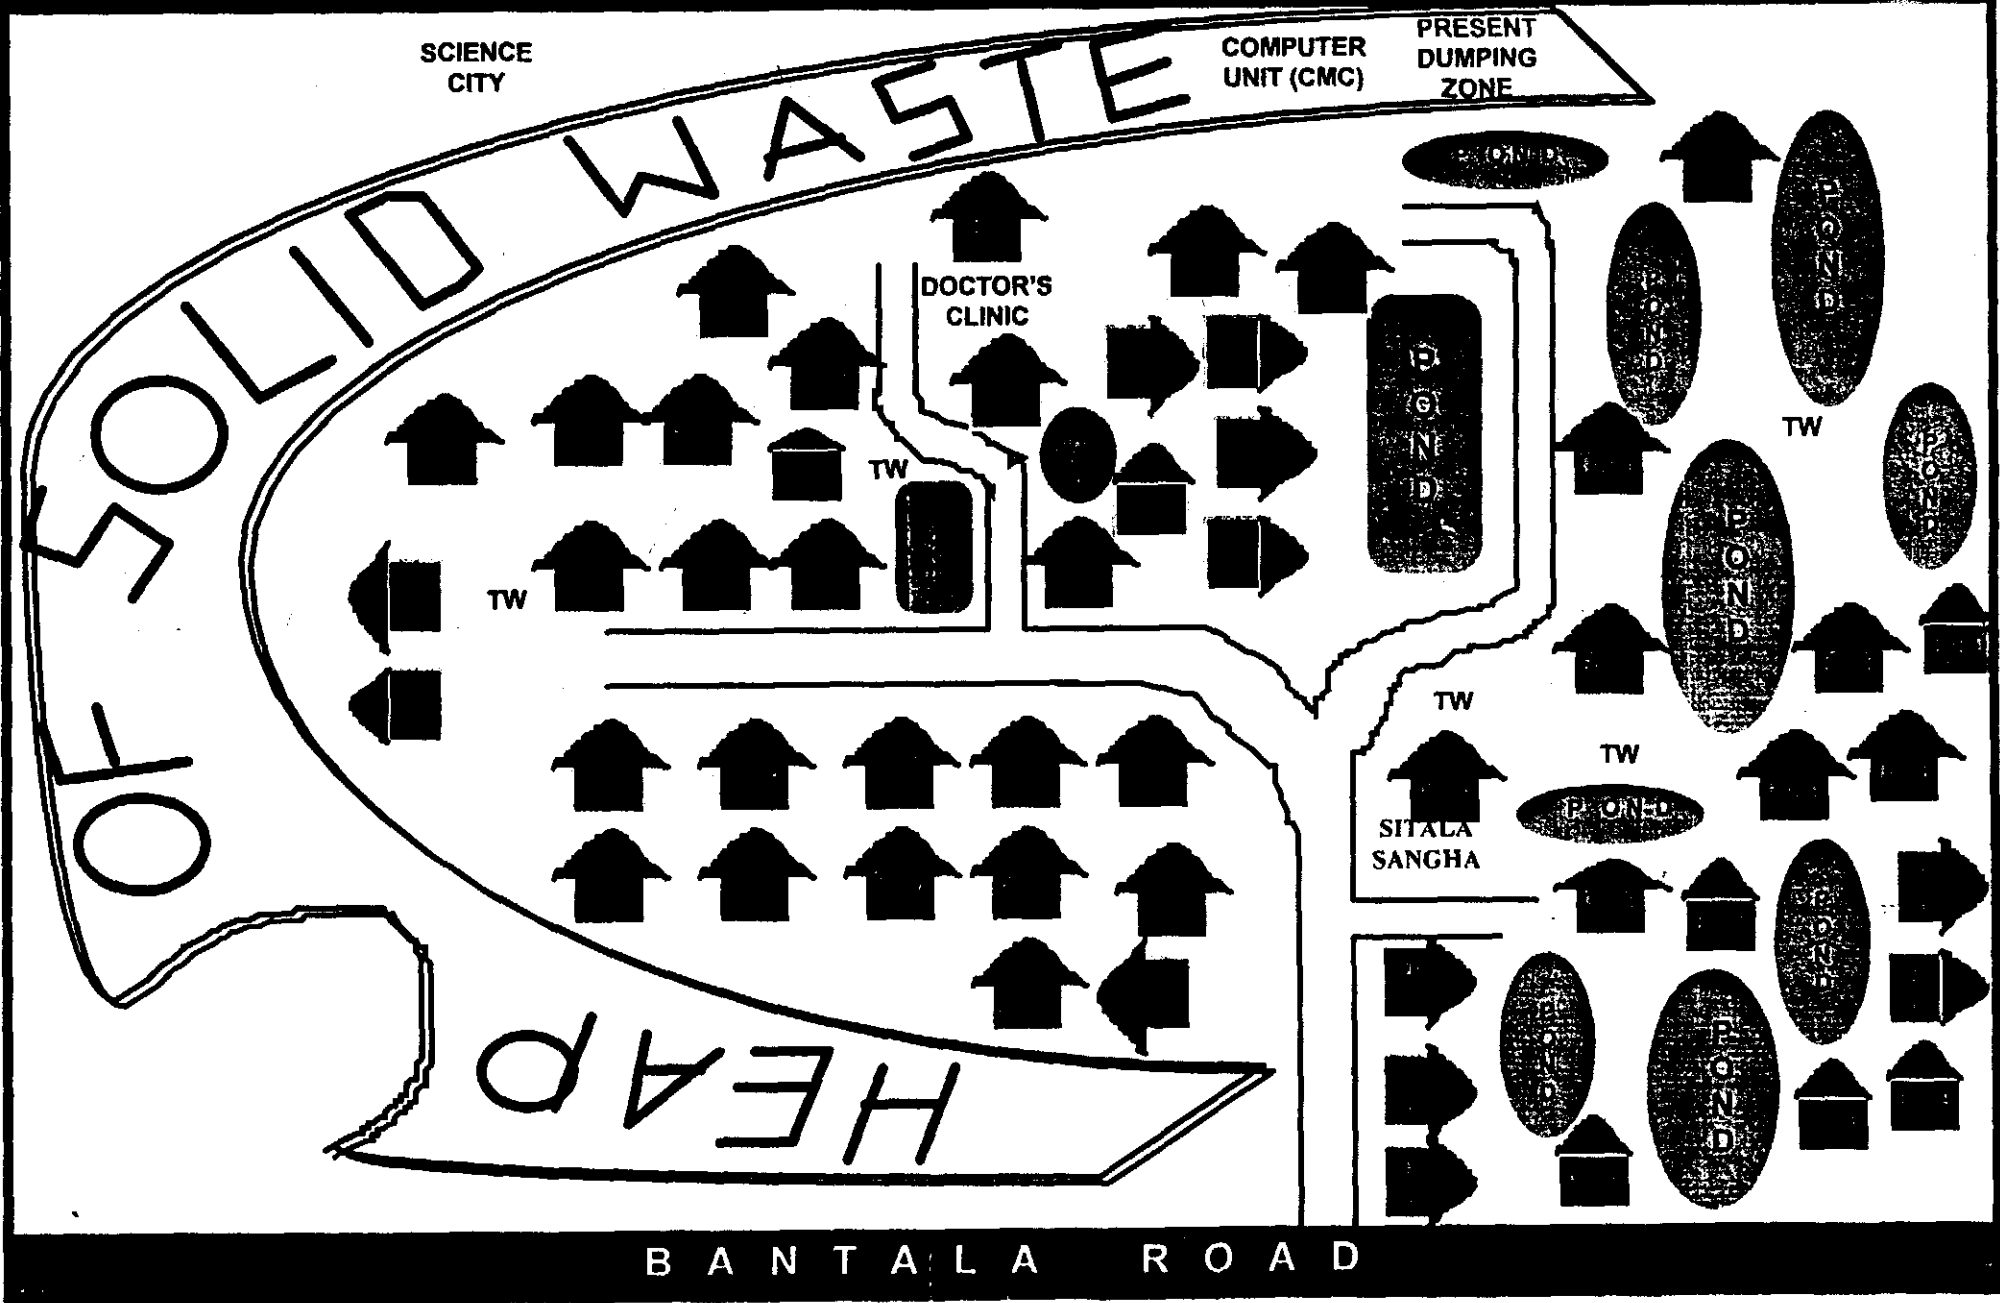 SCIENCE
CITY
COMPUTER
UNIT (CMC)
PRESENT
DUMPING
ZONE
HEAP OF SOLID WASTE
POND
POND
POND
DOCTOR'S
CLINIC
POND
TW
POND
TW
POND
TW
TW
TW
POND
SITALA
SANGHA
POND
POND
POND
BANTALA ROAD